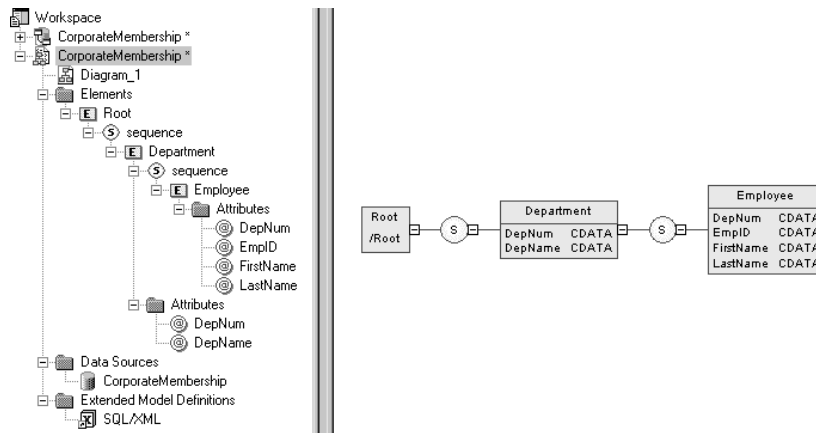 Workspace
CorporateMembership *
CorporateMembership *
Diagram_1
Elements
E Root
S sequence
E Department
S sequence
E Employee
Attributes
@ DepNum
@ EmpID
@ FirstName
@ LastName
Attributes
@ DepNum
@ DepName
Data Sources
CorporateMembership
Extended Model Definitions
SQL/XML
Root
/Root
S
Department
DepNum CDATA
DepName CDATA
S
Employee
DepNum CDATA
EmpID CDATA
FirstName CDATA
LastName CDATA